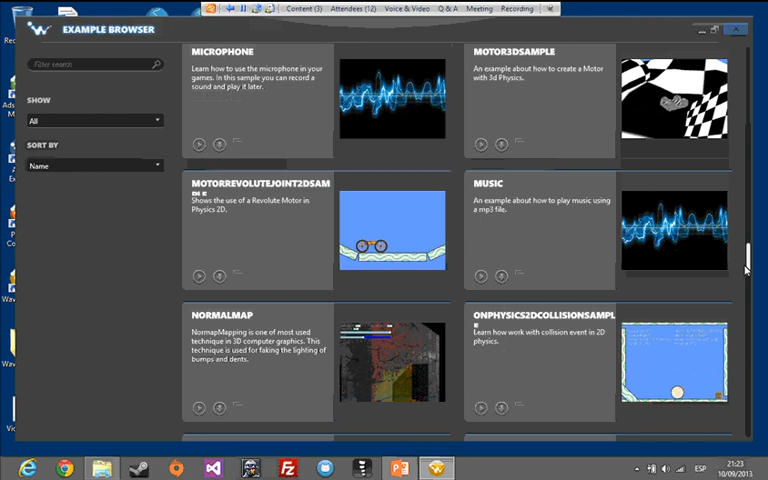 Content (3) Attendees (12) Voice & Video Q & A Meeting Recording
EXAMPLE BROWSER
Filter search
SHOW
All
SORT BY
Name
MICROPHONE
Learn how to use the microphone in your
games. In this sample you can record a
sound and play it later.
MOTOR3DSAMPLE
An example about how to create a Motor
with 3d Physics.
MOTORREVOLUTEJOINT2DSAM
Shows the use of a Revolute Motor in
Physics 2D.
MUSIC
An example about how to play music using
a mp3 file.
NORMALMAP
NormapMapping is one of most used
technique in 3D computer graphics. This
technique is used for faking the lighting of
bumps and dents.
ONPHYSICS2DCOLLISIONSAMPL
E
Learn how work with collision event in 2D
physics.
ESP
21:23
10/09/2013